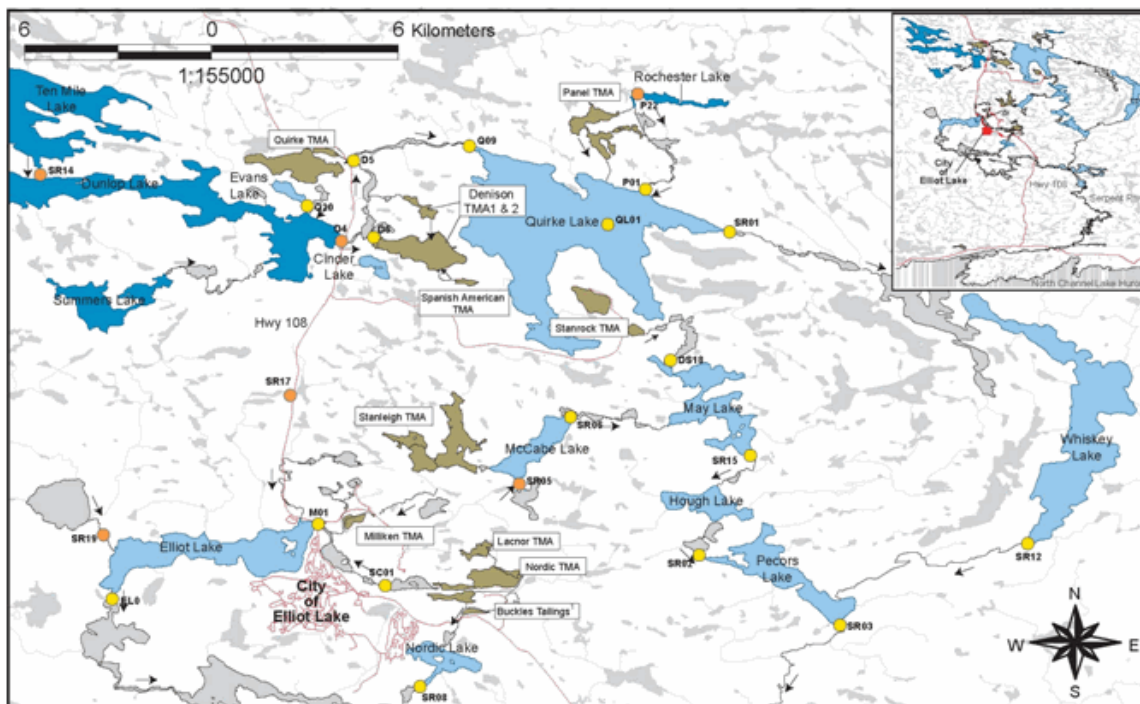 6 0 6 Kilometers
1:155000
Ten Mile
Lake
SR14
Dunlop Lake
Quirke TMA
Evans
Lake
Q20
D5
Q09
Panel TMA
Rochester Lake
P22
P01
Denison
TMA1 & 2
Quirke Lake
QL01
SR01
D4
D6
Cinder
Lake
Summers Lake
Spanish American
TMA
Hwy 108
Stanrock TMA
DS18
SR17
Stanleigh TMA
SR06
May Lake
McCabe Lake
SR15
Whiskey
Lake
SR05
Hough Lake
M01
SR19
Elliot Lake
Milliken TMA
Lacnor TMA
SR02
Pecors
Lake
SR12
SC01
Nordic TMA
City
of
Elliot Lake
EL0
Buckles Tailings
SR03
Nordic Lake
SR08
N
W E
S
City
of
Elliot Lake
Hwy 108
North Channel Lake Huron